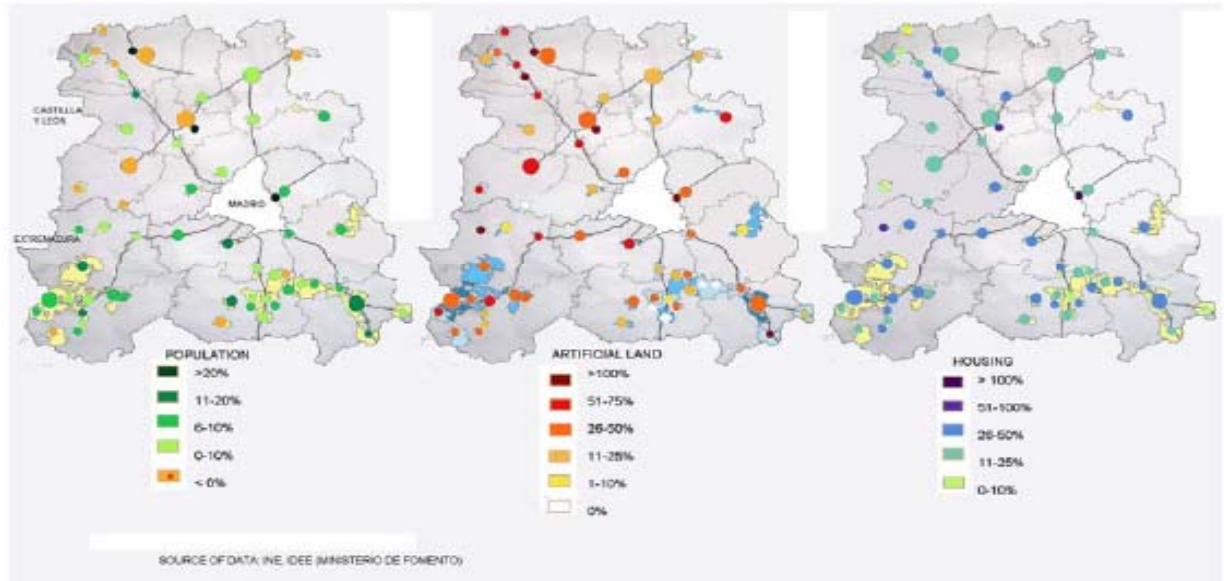 CASTILLA
Y LEÓN
MADRID
EXTREMADURA
POPULATION
>20%
11-20%
6-10%
0-10%
< 0%
ARTIFICIAL LAND
>100%
51-75%
26-50%
11-25%
1-10%
0%
HOUSING
> 100%
51-100%
26-50%
11-25%
0-10%
SOURCE OF DATA: INE, IDEE (MINISTERIO DE FOMENTO)